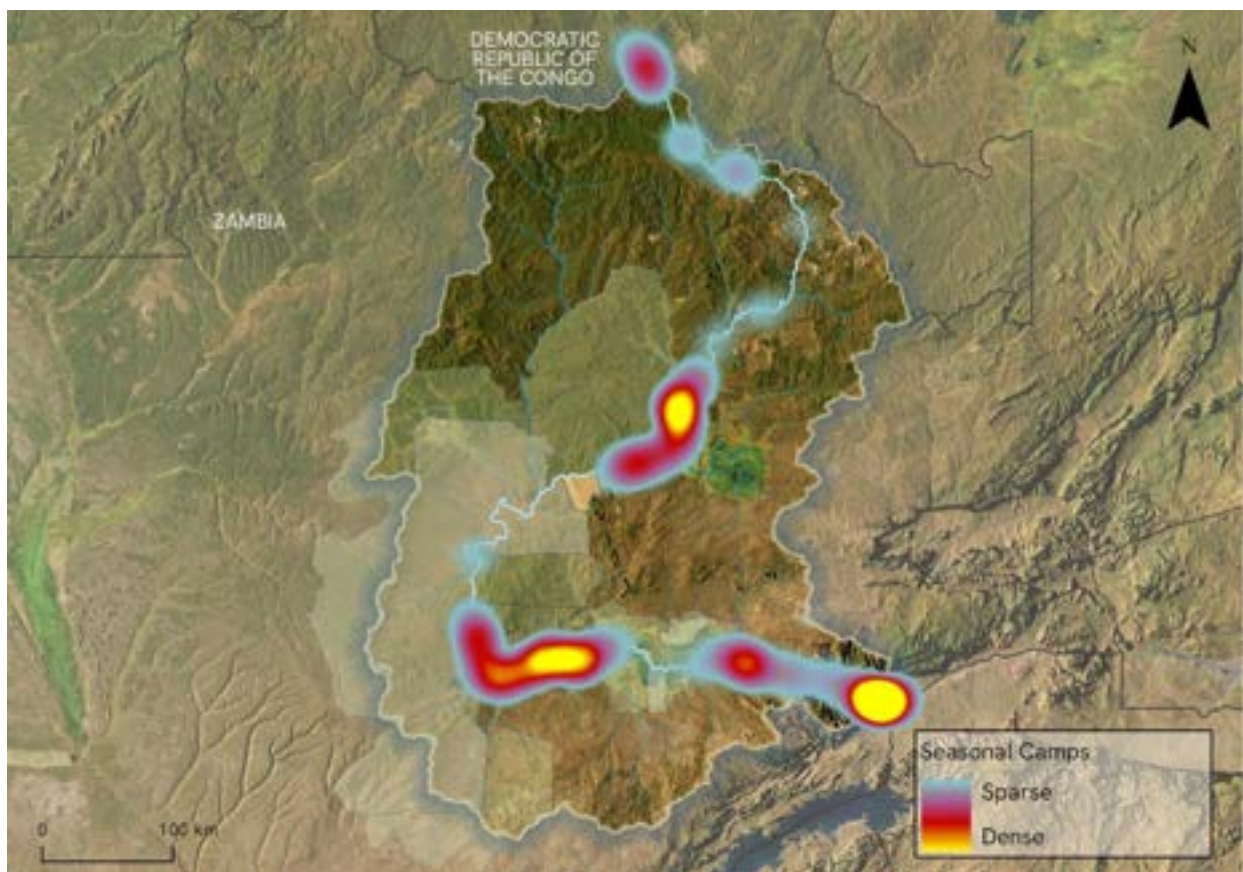 DEMOCRATIC
REPUBLIC OF
THE CONGO
N
ZAMBIA
Seasonal Camps
Sparse
Dense
0 100 km